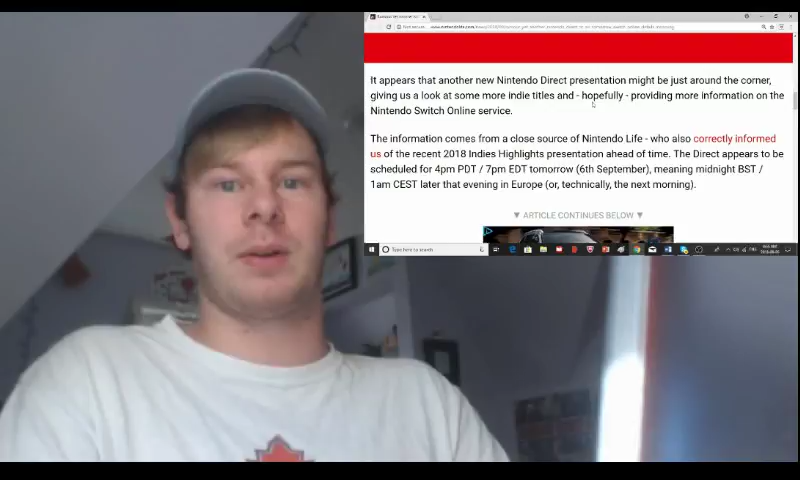 It appears that another new Nintendo Direct presentation might be just around the corner,
giving us a look at some more indie titles and - hopefully - providing more information on the
Nintendo Switch Online service.
The information comes from a close source of Nintendo Life - who also correctly informed
us of the recent 2018 Indies Highlights presentation ahead of time. The Direct appears to be
scheduled for 4pm PDT / 7pm EDT tomorrow (6th September), meaning midnight BST /
1am CEST later that evening in Europe (or, technically, the next morning).
▼ ARTICLE CONTINUES BELOW ▼
Type here to search